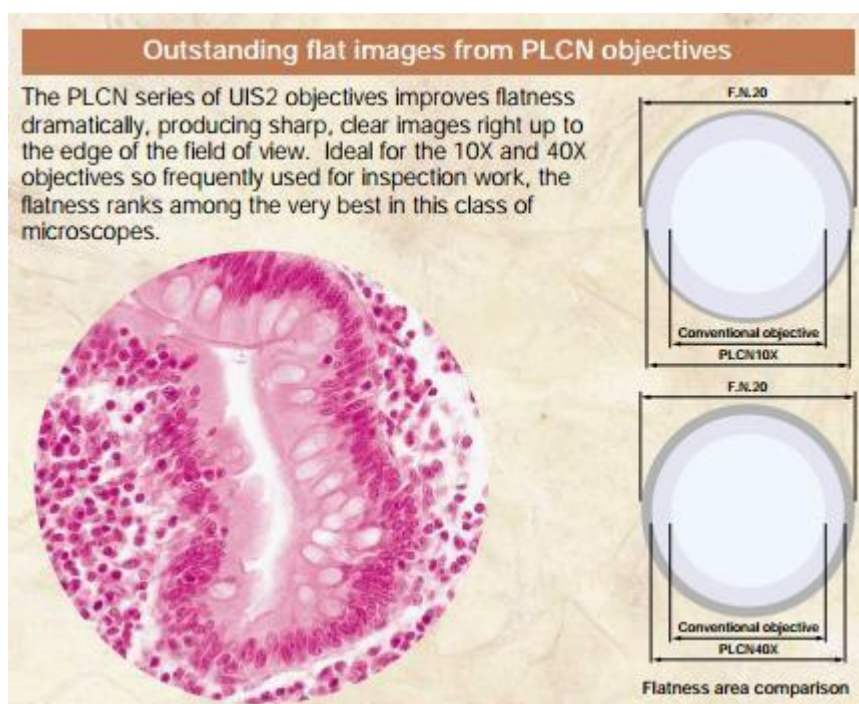 Outstanding flat images from PLCN objectives
The PLCN series of UIS2 objectives improves flatness
dramatically, producing sharp, clear images right up to
the edge of the field of view. Ideal for the 10X and 40X
objectives so frequently used for inspection work, the
flatness ranks among the very best in this class of
microscopes.
F.N.20
Conventional objective
PLCN10X
F.N.20
Conventional objective
PLCN40X
Flatness area comparison